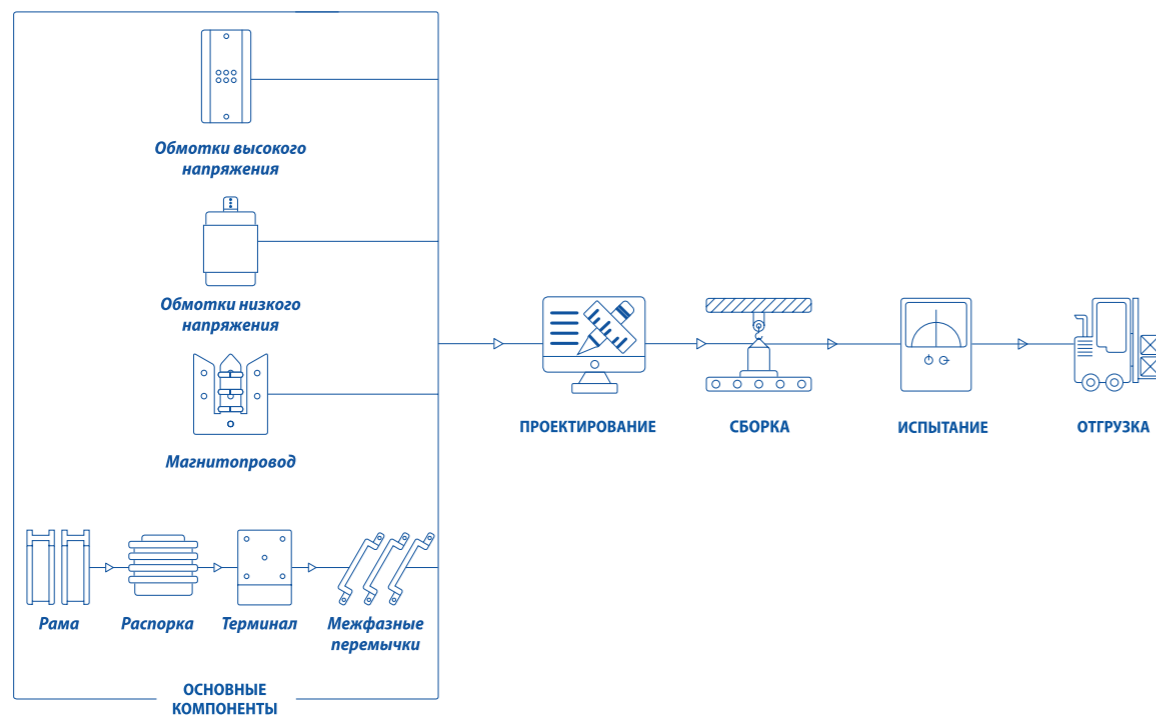 Обмотки высокого
напряжения
Обмотки низкого
напряжения
Магнитопровод
Рама
Распорка
Терминал
Межфазные
перемычки
ОСНОВНЫЕ
КОМПОНЕНТЫ
ПРОЕКТИРОВАНИЕ
СБОРКА
ИСПЫТАНИЕ
ОТГРУЗКА